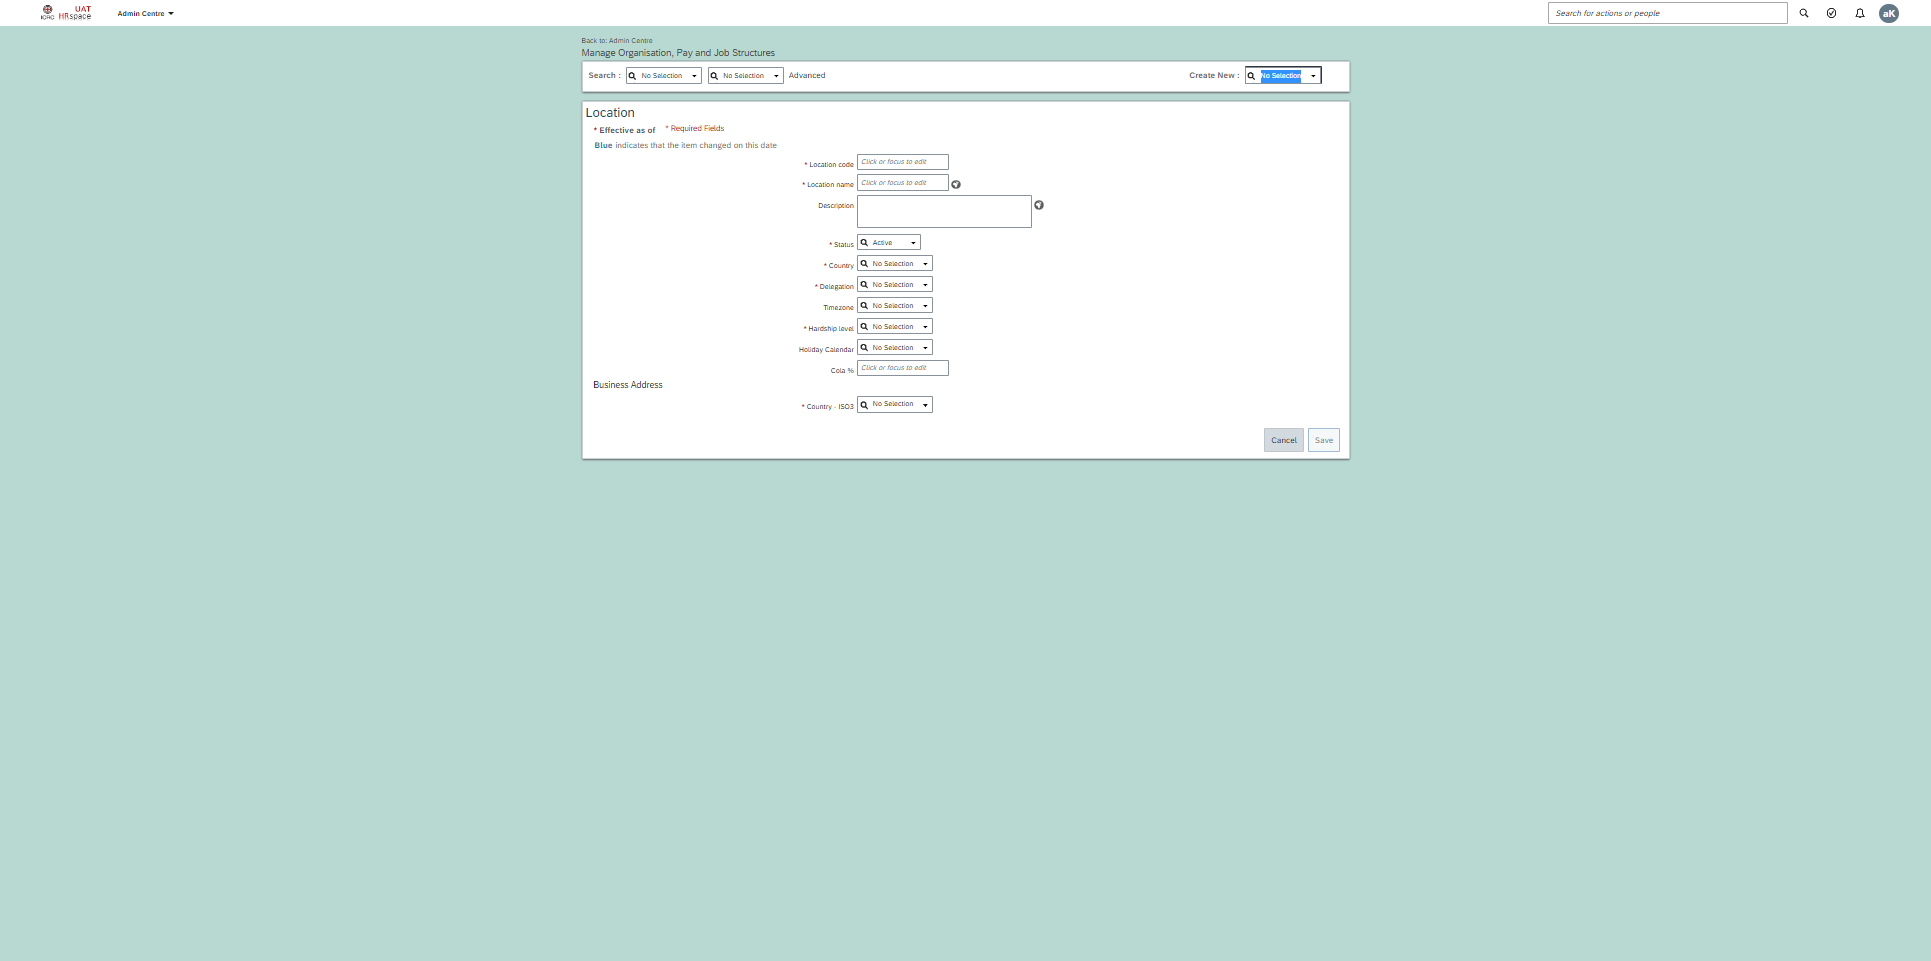 ICRC
UAT
HRspace
Admin Centre
Search for actions or people
aK
Back to: Admin Centre
Manage Organisation, Pay and Job Structures
Search : No Selection No Selection Advanced Create New : No Selection
Location
* Effective as of * Required Fields
Blue indicates that the item changed on this date
* Location code Click or focus to edit
* Location name Click or focus to edit
Description
* Status Active
* Country No Selection
* Delegation No Selection
Timezone No Selection
* Hardship level No Selection
Holiday Calendar No Selection
Cola % Click or focus to edit
Business Address
* Country - ISO3 No Selection
Cancel Save